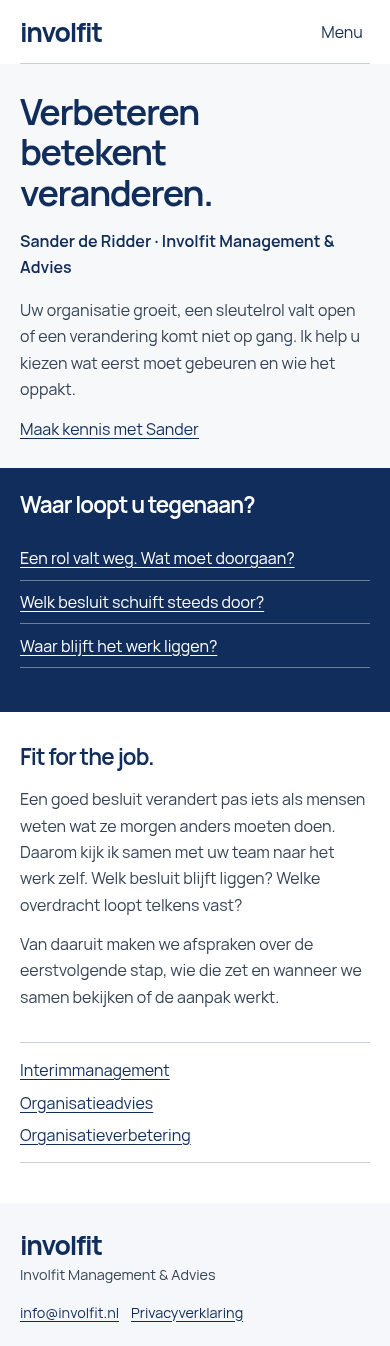 involfit
Menu
Verbeteren
betekent
veranderen.
Sander de Ridder · Involfit Management &
Advies
Uw organisatie groeit, een sleutelrol valt open
of een verandering komt niet op gang. Ik help u
kiezen wat eerst moet gebeuren en wie het
oppakt.
Maak kennis met Sander
Waar loopt u tegenaan?
Een rol valt weg. Wat moet doorgaan?
Welk besluit schuift steeds door?
Waar blijft het werk liggen?
Fit for the job.
Een goed besluit verandert pas iets als mensen
weten wat ze morgen anders moeten doen.
Daarom kijk ik samen met uw team naar het
werk zelf. Welk besluit blijft liggen? Welke
overdracht loopt telkens vast?
Van daaruit maken we afspraken over de
eerstvolgende stap, wie die zet en wanneer we
samen bekijken of de aanpak werkt.
Interimmanagement
Organisatieadvies
Organisatieverbetering
involfit
Involfit Management & Advies
info@involfit.nl Privacyverklaring